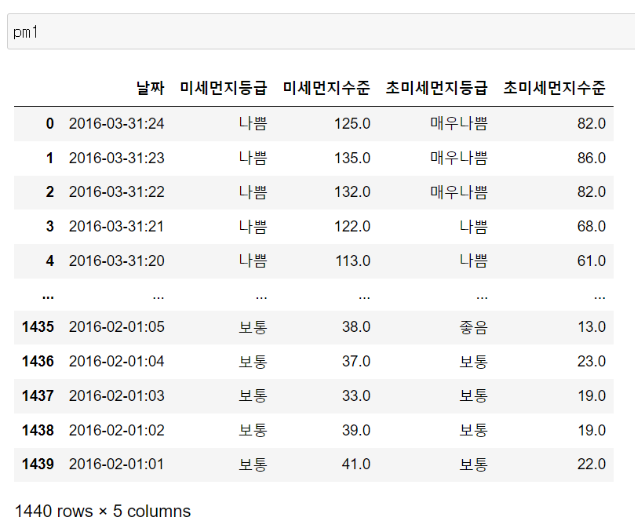 pm1
날짜 미세먼지등급 미세먼지수준 초미세먼지등급 초미세먼지수준
0 2016-03-31:24 나쁨 125.0 매우나쁨 82.0
1 2016-03-31:23 나쁨 135.0 매우나쁨 86.0
2 2016-03-31:22 나쁨 132.0 매우나쁨 82.0
3 2016-03-31:21 나쁨 122.0 나쁨 68.0
4 2016-03-31:20 나쁨 113.0 나쁨 61.0
... ... ... ... ... ...
1435 2016-02-01:05 보통 38.0 좋음 13.0
1436 2016-02-01:04 보통 37.0 보통 23.0
1437 2016-02-01:03 보통 33.0 보통 19.0
1438 2016-02-01:02 보통 39.0 보통 19.0
1439 2016-02-01:01 보통 41.0 보통 22.0
1440 rows × 5 columns